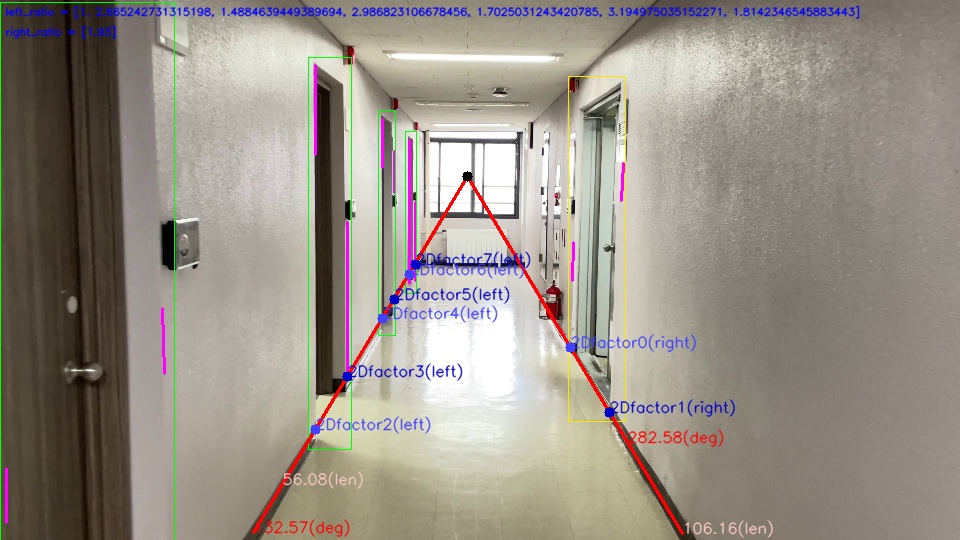 left_ratio = [1, 2.665242731315198, 1.4884639449389694, 2.986823106678456, 1.7025031243420785, 3.194975035152271, 1.8142346545883443]
right_ratio = [1.93]
2Dfactor7(left)
2Dfactor6(left)
2Dfactor5(left)
2Dfactor4(left)
2Dfactor0(right)
2Dfactor3(left)
2Dfactor1(right)
2Dfactor2(left)
282.58(deg)
56.08(len)
32.57(deg)
106.16(len)